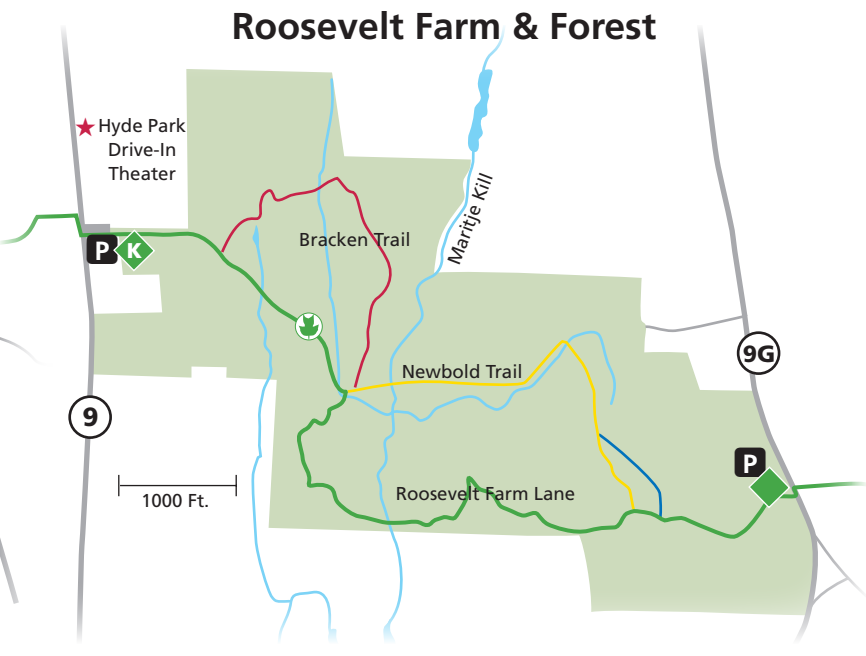 Roosevelt Farm & Forest
Hyde Park
Drive-In
Theater
Maritje Kill
P
K
Bracken Trail
9G
Newbold Trail
9
P
Roosevelt Farm Lane
1000 Ft.